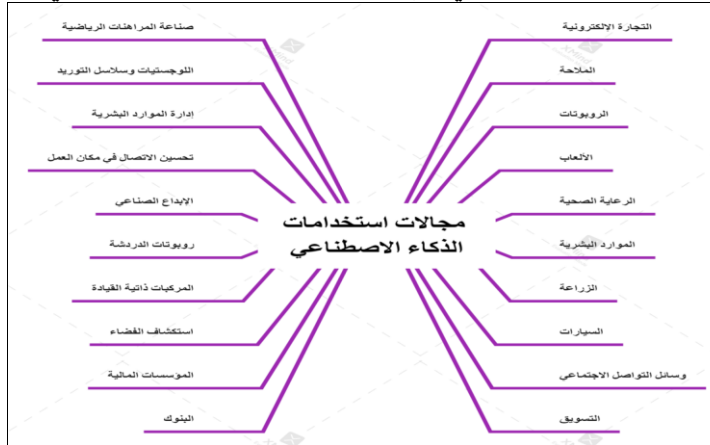 التجارة الإلكترونية
الملاحة
الروبوتات
الألعاب
الرعاية الصحية
الموارد البشرية
الزراعة
السيارات
وسائل التواصل الاجتماعي
التسويق
مجالات استخدامات
الذكاء الاصطناعي
صناعة المراهنات الرياضية
اللوجستيات وسلاسل التوريد
إدارة الموارد البشرية
تحسين الاتصال في مكان العمل
الإبداع الصناعي
روبوتات الدردشة
المركبات ذاتية القيادة
استكشاف الفضاء
المؤسسات المالية
البنوك